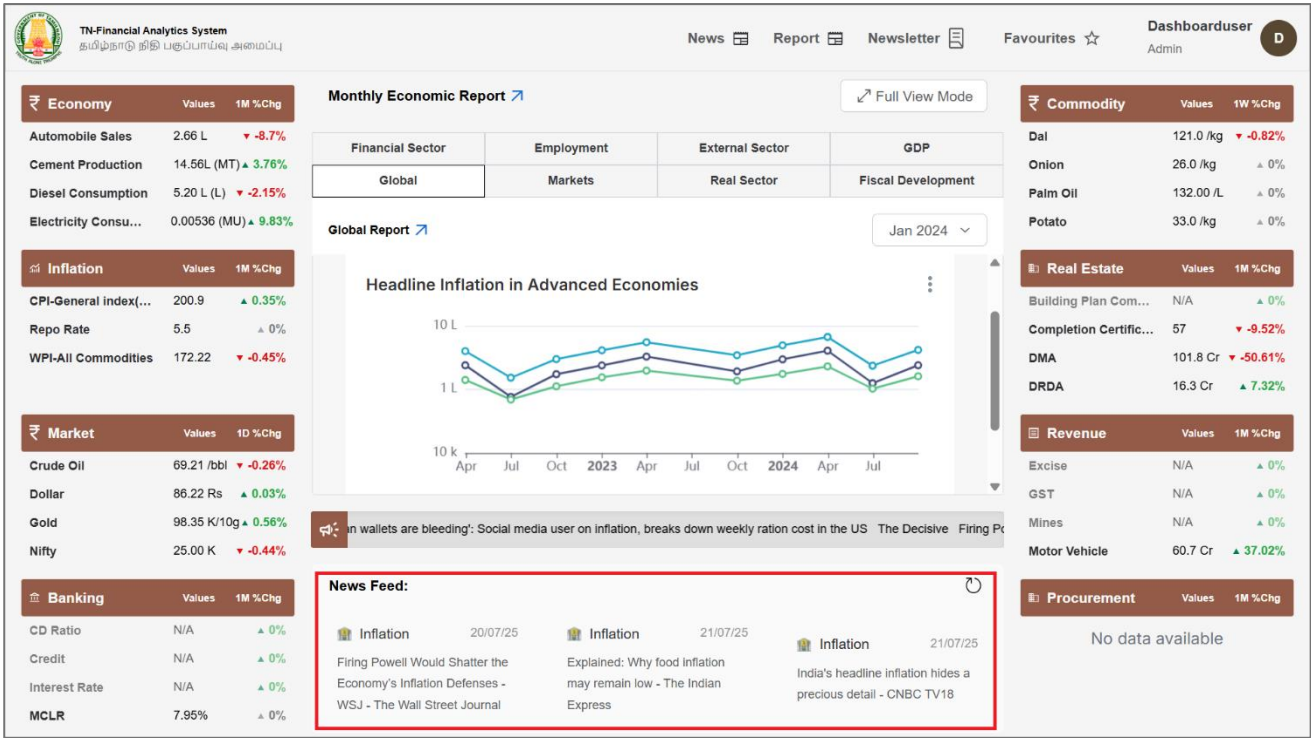 TN-Financial Analytics System
தமிழ்நாடு நிதி பகுப்பாய்வு அமைப்பு
News
Report
Newsletter
Favourites
Dashboarduser
Admin
D
₹ Economy Values 1M %Chg
Automobile Sales 2.66 L ▼ -8.7%
Cement Production 14.56L (MT) ▲ 3.76%
Diesel Consumption 5.20 L (L) ▼ -2.15%
Electricity Consu... 0.00536 (MU) ▲ 9.83%
Inflation Values 1M %Chg
CPI-General index(... 200.9 ▲ 0.35%
Repo Rate 5.5 ▲ 0%
WPI-All Commodities 172.22 ▼ -0.45%
₹ Market Values 1D %Chg
Crude Oil 69.21 /bbl ▼ -0.26%
Dollar 86.22 Rs ▲ 0.03%
Gold 98.35 K/10g ▲ 0.56%
Nifty 25.00 K ▼ -0.44%
Banking Values 1M %Chg
CD Ratio N/A ▲ 0%
Credit N/A ▲ 0%
Interest Rate N/A ▲ 0%
MCLR 7.95% ▲ 0%
Monthly Economic Report
Full View Mode
Financial Sector Employment External Sector GDP
Global Markets Real Sector Fiscal Development
Global Report
Jan 2024
Headline Inflation in Advanced Economies
10 L
1 L
10 k
Apr Jul Oct 2023 Apr Jul Oct 2024 Apr Jul
an wallets are bleeding': Social media user on inflation, breaks down weekly ration cost in the US The Decisive Firing Po
News Feed:
Inflation 20/07/25
Firing Powell Would Shatter the
Economy's Inflation Defenses -
WSJ - The Wall Street Journal
Inflation 21/07/25
Explained: Why food inflation
may remain low - The Indian
Express
Inflation 21/07/25
India's headline inflation hides a
precious detail - CNBC TV18
₹ Commodity Values 1W %Chg
Dal 121.0 /kg ▼ -0.82%
Onion 26.0 /kg ▲ 0%
Palm Oil 132.00 /L ▲ 0%
Potato 33.0 /kg ▲ 0%
Real Estate Values 1M %Chg
Building Plan Com... N/A ▲ 0%
Completion Certific... 57 ▼ -9.52%
DMA 101.8 Cr ▼ -50.61%
DRDA 16.3 Cr ▲ 7.32%
Revenue Values 1M %Chg
Excise N/A ▲ 0%
GST N/A ▲ 0%
Mines N/A ▲ 0%
Motor Vehicle 60.7 Cr ▲ 37.02%
Procurement Values 1M %Chg
No data available